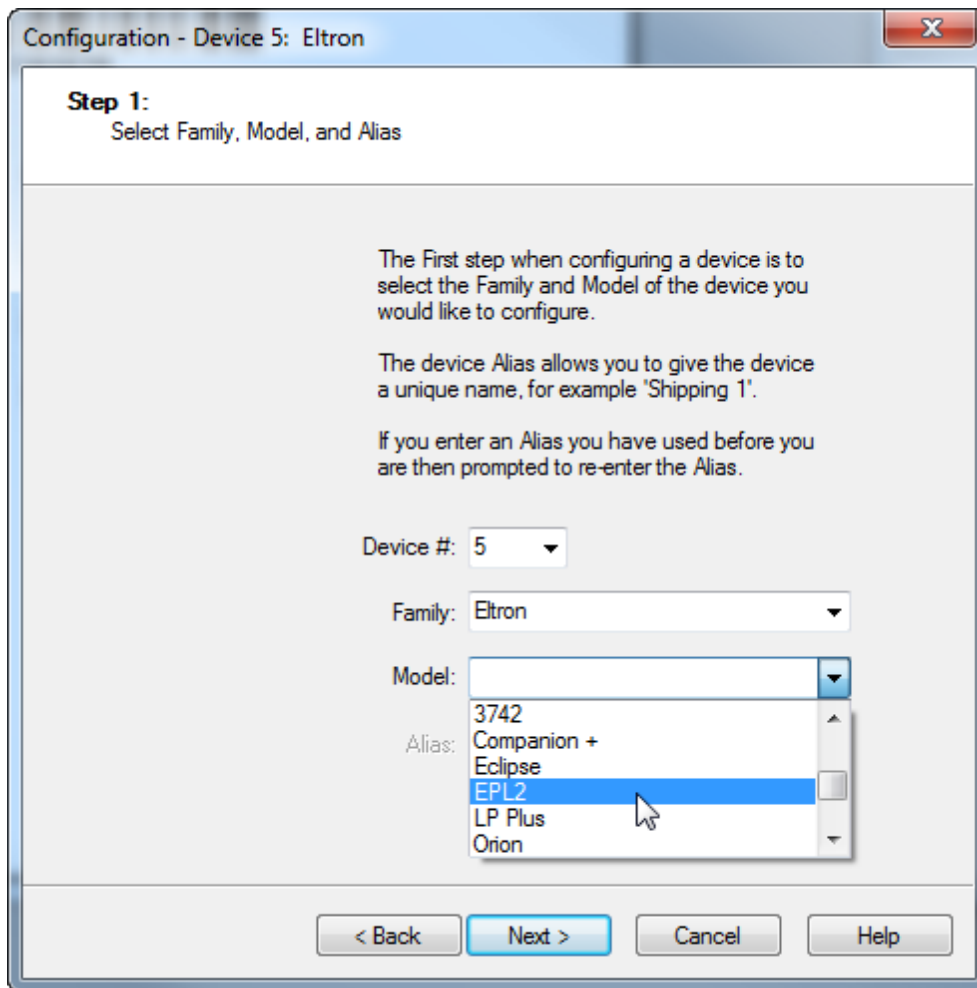 Configuration - Device 5: Eltron
Step 1:
Select Family, Model, and Alias
The First step when configuring a device is to
select the Family and Model of the device you
would like to configure.
The device Alias allows you to give the device
a unique name, for example 'Shipping 1'.
If you enter an Alias you have used before you
are then prompted to re-enter the Alias.
Device #: 5
Family: Eltron
Model:
3742
Alias:
Companion +
Eclipse
EPL2
LP Plus
Orion
< Back Next > Cancel Help